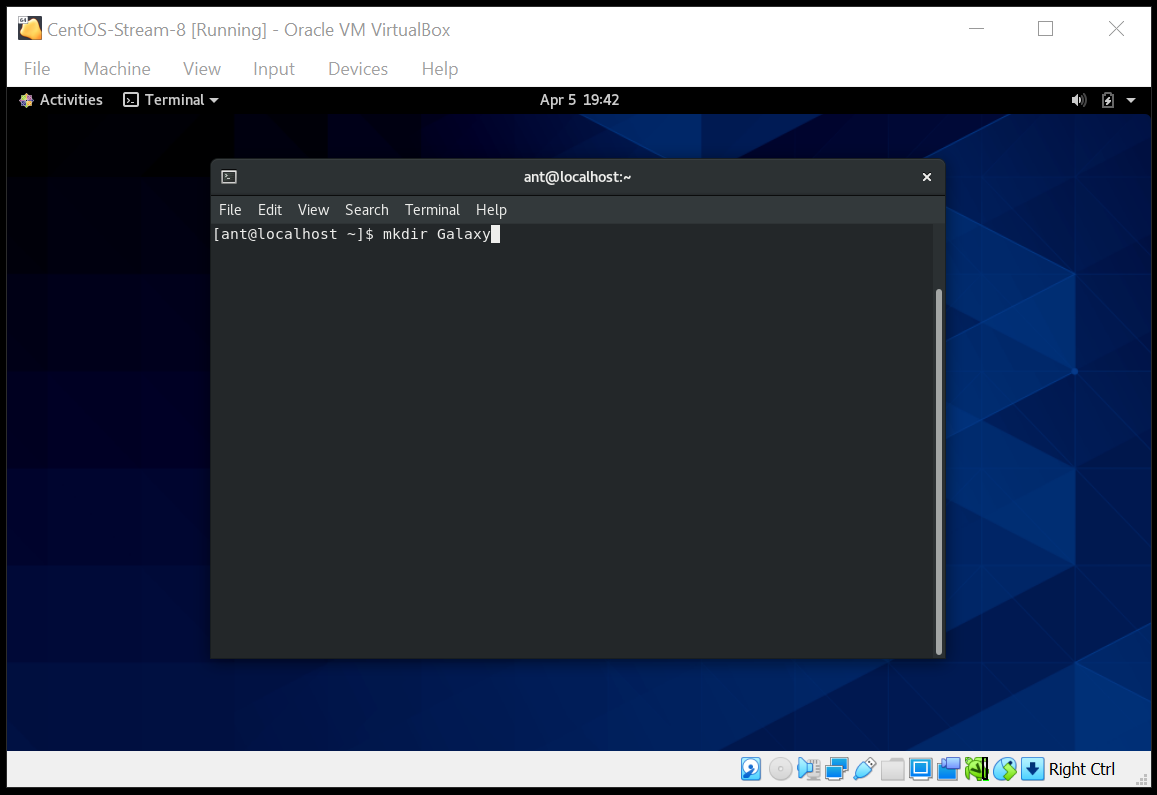 64
CentOS-Stream-8 [Running] - Oracle VM VirtualBox
File Machine View Input Devices Help
Activities Terminal Apr 5 19:42
ant@localhost:~
File Edit View Search Terminal Help
[ant@localhost ~]$ mkdir Galaxy
Right Ctrl